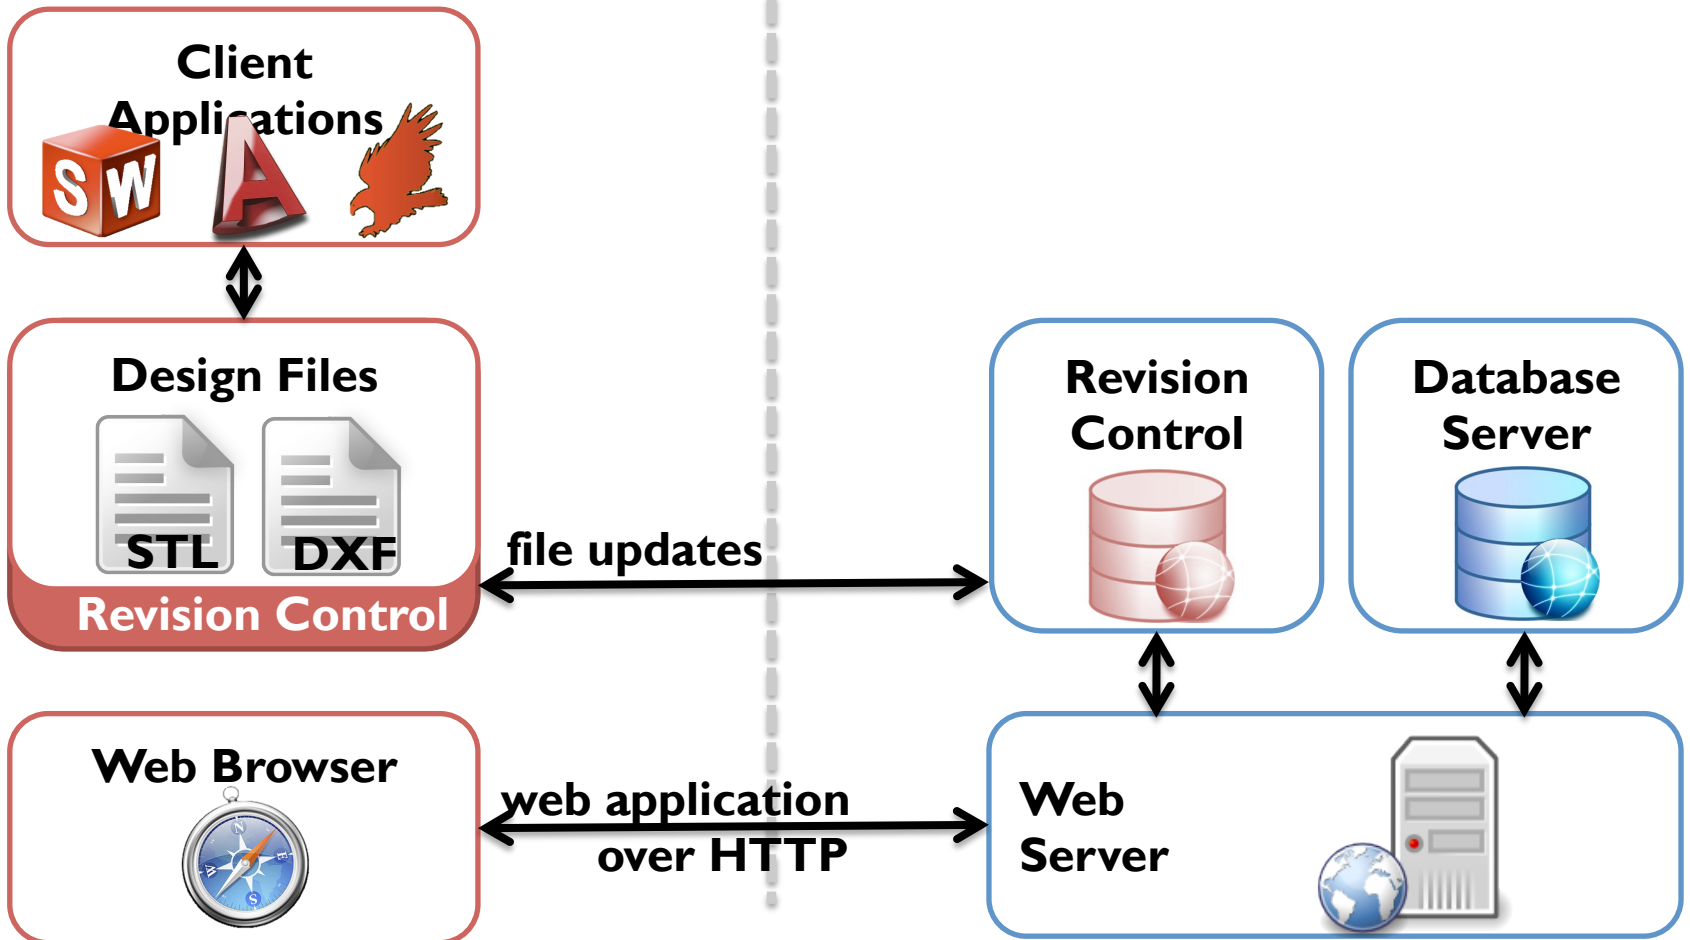 Client
Applications
S W
A
Design Files
STL
DXF
Revision Control
file updates
Revision
Control
Database
Server
Web Browser
N
E
S
W
web application
over HTTP
Web
Server